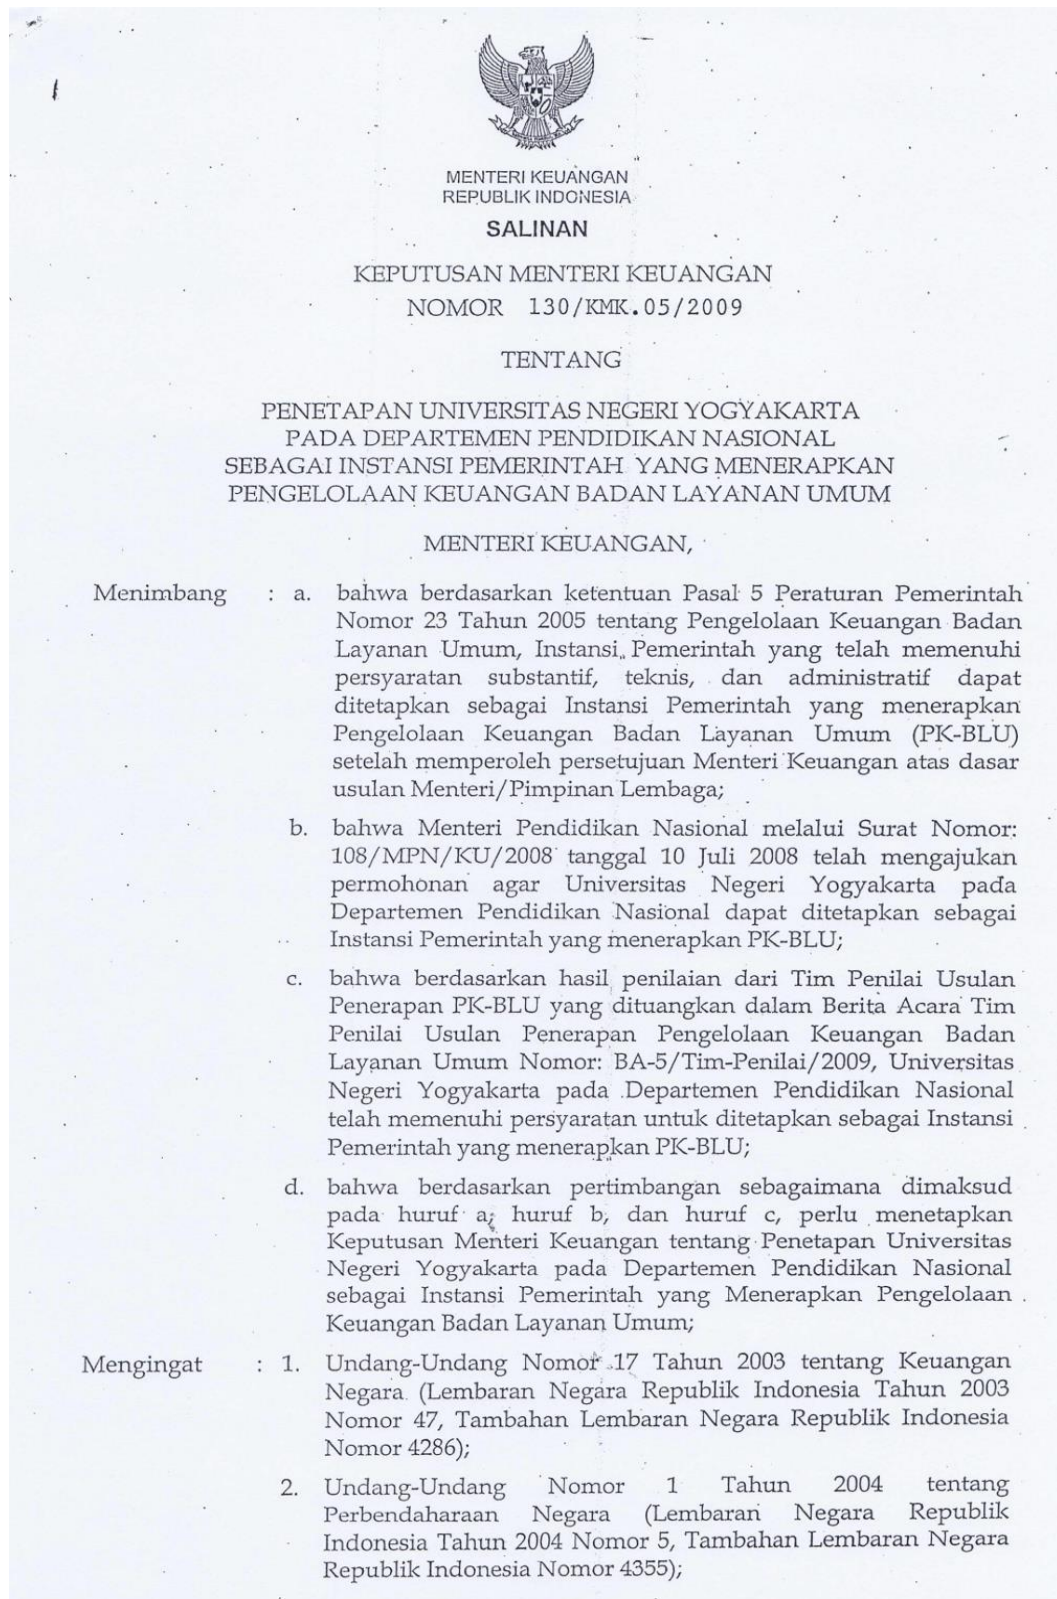 MENTERI KEUANGAN
REPUBLIK INDONESIA
SALINAN
KEPUTUSAN MENTERI KEUANGAN
NOMOR 130/KMK.05/2009
TENTANG
PENETAPAN UNIVERSITAS NEGERI YOGYAKARTA
PADA DEPARTEMEN PENDIDIKAN NASIONAL
SEBAGAI INSTANSI PEMERINTAH YANG MENERAPKAN
PENGELOLAAN KEUANGAN BADAN LAYANAN UMUM
MENTERI KEUANGAN,
Menimbang : a. bahwa berdasarkan ketentuan Pasal 5 Peraturan Pemerintah
Nomor 23 Tahun 2005 tentang Pengelolaan Keuangan Badan
Layanan Umum, Instansi Pemerintah yang telah memenuhi
persyaratan substantif, teknis, dan administratif dapat
ditetapkan sebagai Instansi Pemerintah yang menerapkan
Pengelolaan Keuangan Badan Layanan Umum (PK-BLU)
setelah memperoleh persetujuan Menteri Keuangan atas dasar
usulan Menteri/Pimpinan Lembaga;
b. bahwa Menteri Pendidikan Nasional melalui Surat Nomor:
108/MPN/KU/2008 tanggal 10 Juli 2008 telah mengajukan
permohonan agar Universitas Negeri Yogyakarta pada
Departemen Pendidikan Nasional dapat ditetapkan sebagai
Instansi Pemerintah yang menerapkan PK-BLU;
c. bahwa berdasarkan hasil penilaian dari Tim Penilai Usulan
Penerapan PK-BLU yang dituangkan dalam Berita Acara Tim
Penilai Usulan Penerapan Pengelolaan Keuangan Badan
Layanan Umum Nomor: BA-5/Tim-Penilai/2009, Universitas
Negeri Yogyakarta pada Departemen Pendidikan Nasional
telah memenuhi persyaratan untuk ditetapkan sebagai Instansi
Pemerintah yang menerapkan PK-BLU;
d. bahwa berdasarkan pertimbangan sebagaimana dimaksud
pada huruf a, huruf b, dan huruf c, perlu menetapkan
Keputusan Menteri Keuangan tentang Penetapan Universitas
Negeri Yogyakarta pada Departemen Pendidikan Nasional
sebagai Instansi Pemerintah yang Menerapkan Pengelolaan
Keuangan Badan Layanan Umum;
Mengingat : 1. Undang-Undang Nomor 17 Tahun 2003 tentang Keuangan
Negara (Lembaran Negara Republik Indonesia Tahun 2003
Nomor 47, Tambahan Lembaran Negara Republik Indonesia
Nomor 4286);
2. Undang-Undang Nomor 1 Tahun 2004 tentang
Perbendaharaan Negara (Lembaran Negara Republik
Indonesia Tahun 2004 Nomor 5, Tambahan Lembaran Negara
Republik Indonesia Nomor 4355);